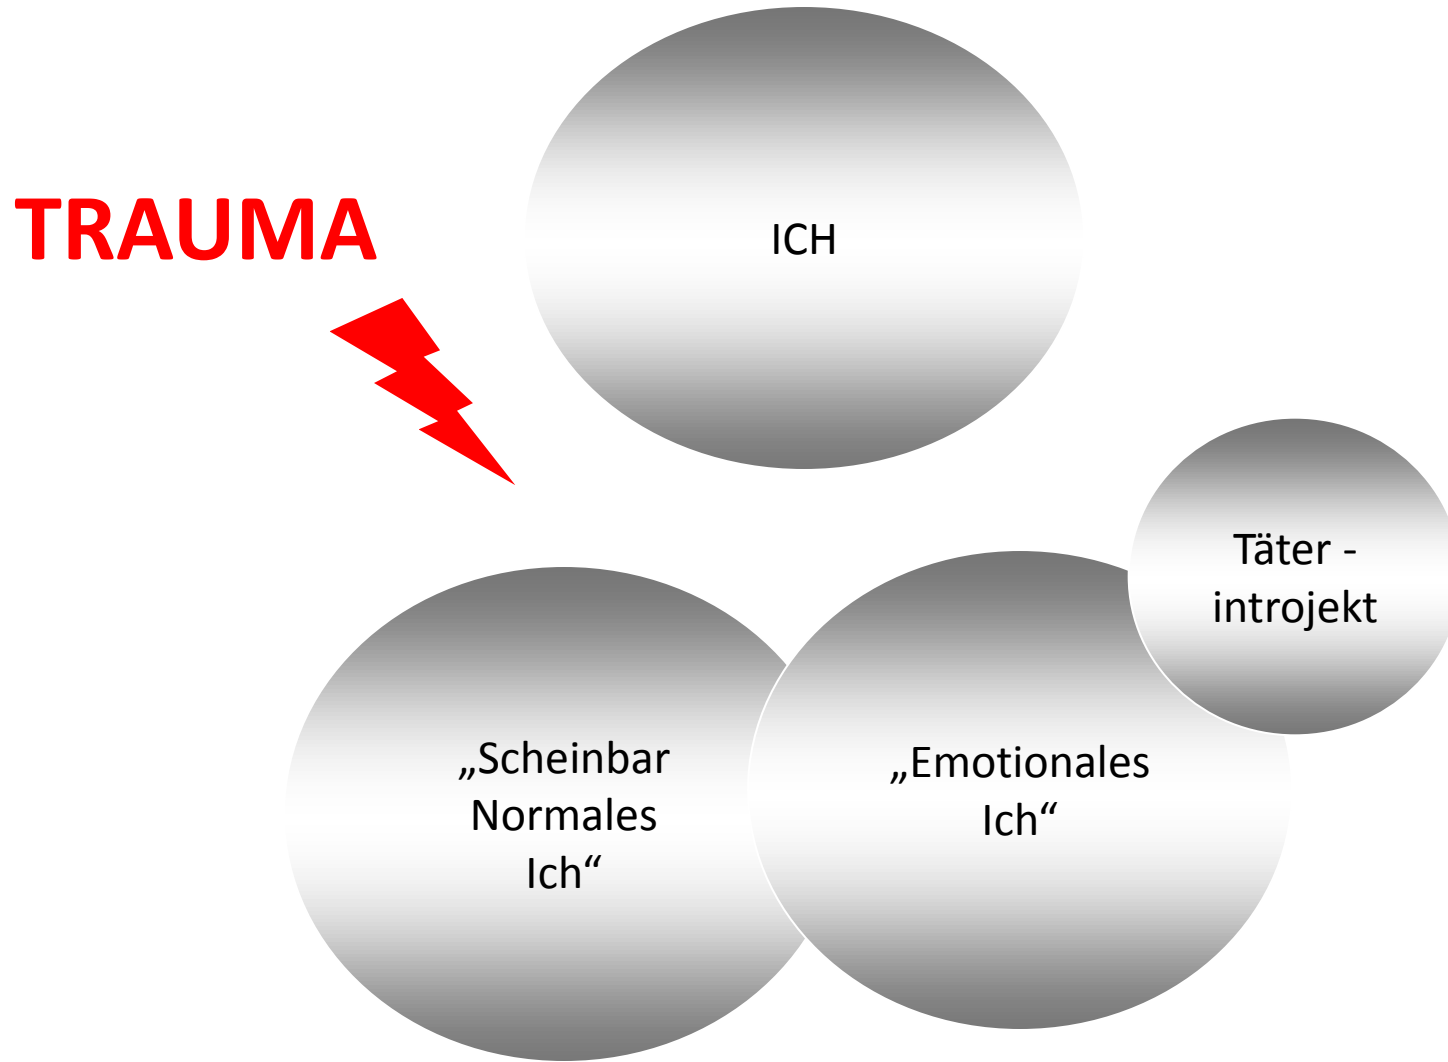 TRAUMA
ICH
Täter -
introjekt
„Scheinbar
Normales
Ich“
„Emotionales
Ich“